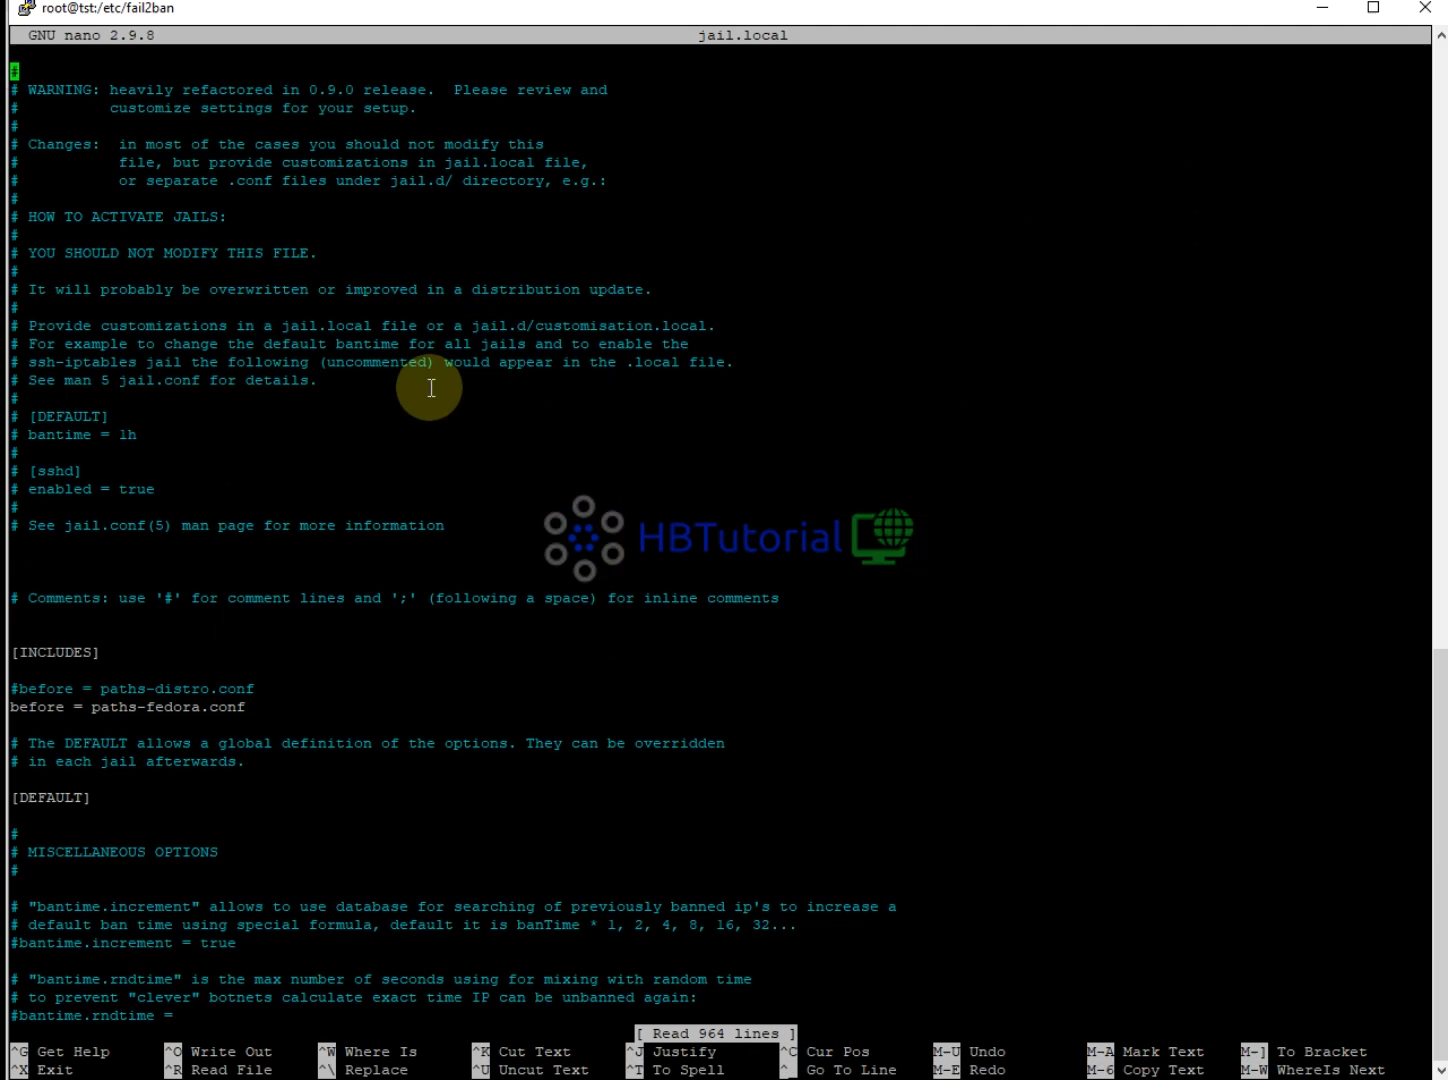 root@tst:/etc/fail2ban
GNU nano 2.9.8 jail.local
#
# WARNING: heavily refactored in 0.9.0 release.  Please review and
#          customize settings for your setup.
#
# Changes:  in most of the cases you should not modify this
#           file, but provide customizations in jail.local file,
#           or separate .conf files under jail.d/ directory, e.g.:
#
# HOW TO ACTIVATE JAILS:
#
# YOU SHOULD NOT MODIFY THIS FILE.
#
# It will probably be overwritten or improved in a distribution update.
#
# Provide customizations in a jail.local file or a jail.d/customisation.local.
# For example to change the default bantime for all jails and to enable the
# ssh-iptables jail the following (uncommented) would appear in the .local file.
# See man 5 jail.conf for details.
#
# [DEFAULT]
# bantime = 1h
#
# [sshd]
# enabled = true
#
# See jail.conf(5) man page for more information
HBTutorial
# Comments: use '#' for comment lines and ';' (following a space) for inline comments
[INCLUDES]
#before = paths-distro.conf
before = paths-fedora.conf
# The DEFAULT allows a global definition of the options. They can be overridden
# in each jail afterwards.
[DEFAULT]
#
# MISCELLANEOUS OPTIONS
#
# "bantime.increment" allows to use database for searching of previously banned ip's to increase a
# default ban time using special formula, default it is banTime * 1, 2, 4, 8, 16, 32...
#bantime.increment = true
# "bantime.rndtime" is the max number of seconds using for mixing with random time
# to prevent "clever" botnets calculate exact time IP can be unbanned again:
#bantime.rndtime =
[ Read 964 lines ]
^G Get Help ^O Write Out ^W Where Is ^K Cut Text ^J Justify ^C Cur Pos M-U Undo M-A Mark Text M-] To Bracket
^X Exit ^R Read File ^\ Replace ^U Uncut Text ^T To Spell ^_ Go To Line M-E Redo M-6 Copy Text M-W WhereIs Next